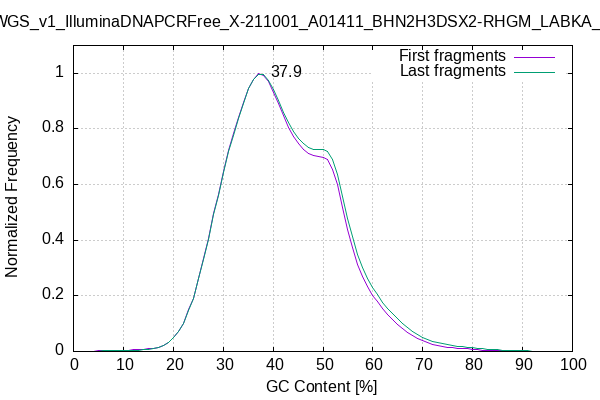 WGS_v1_IlluminaDNAPCRFree_X-211001_A01411_BHN2H3DSX2-RHGM_LABKA_
First fragments
Last fragments
37.9
Normalized Frequency
1
0.8
0.6
0.4
0.2
0
0 10 20 30 40 50 60 70 80 90 100
GC Content [%]